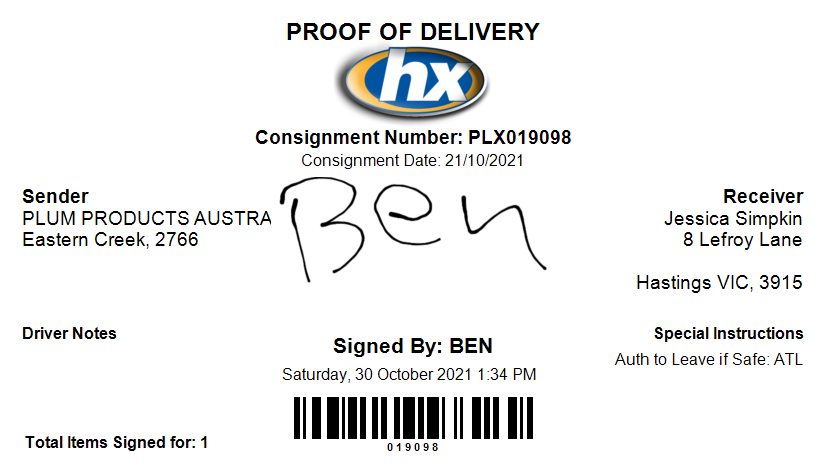 PROOF OF DELIVERY
hx
Consignment Number: PLX019098
Consignment Date: 21/10/2021
Sender
PLUM PRODUCTS AUSTRA
Eastern Creek, 2766
Ben
Receiver
Jessica Simpkin
8 Lefroy Lane
Hastings VIC, 3915
Driver Notes
Signed By: BEN
Saturday, 30 October 2021 1:34 PM
Special Instructions
Auth to Leave if Safe: ATL
Total Items Signed for: 1
019098